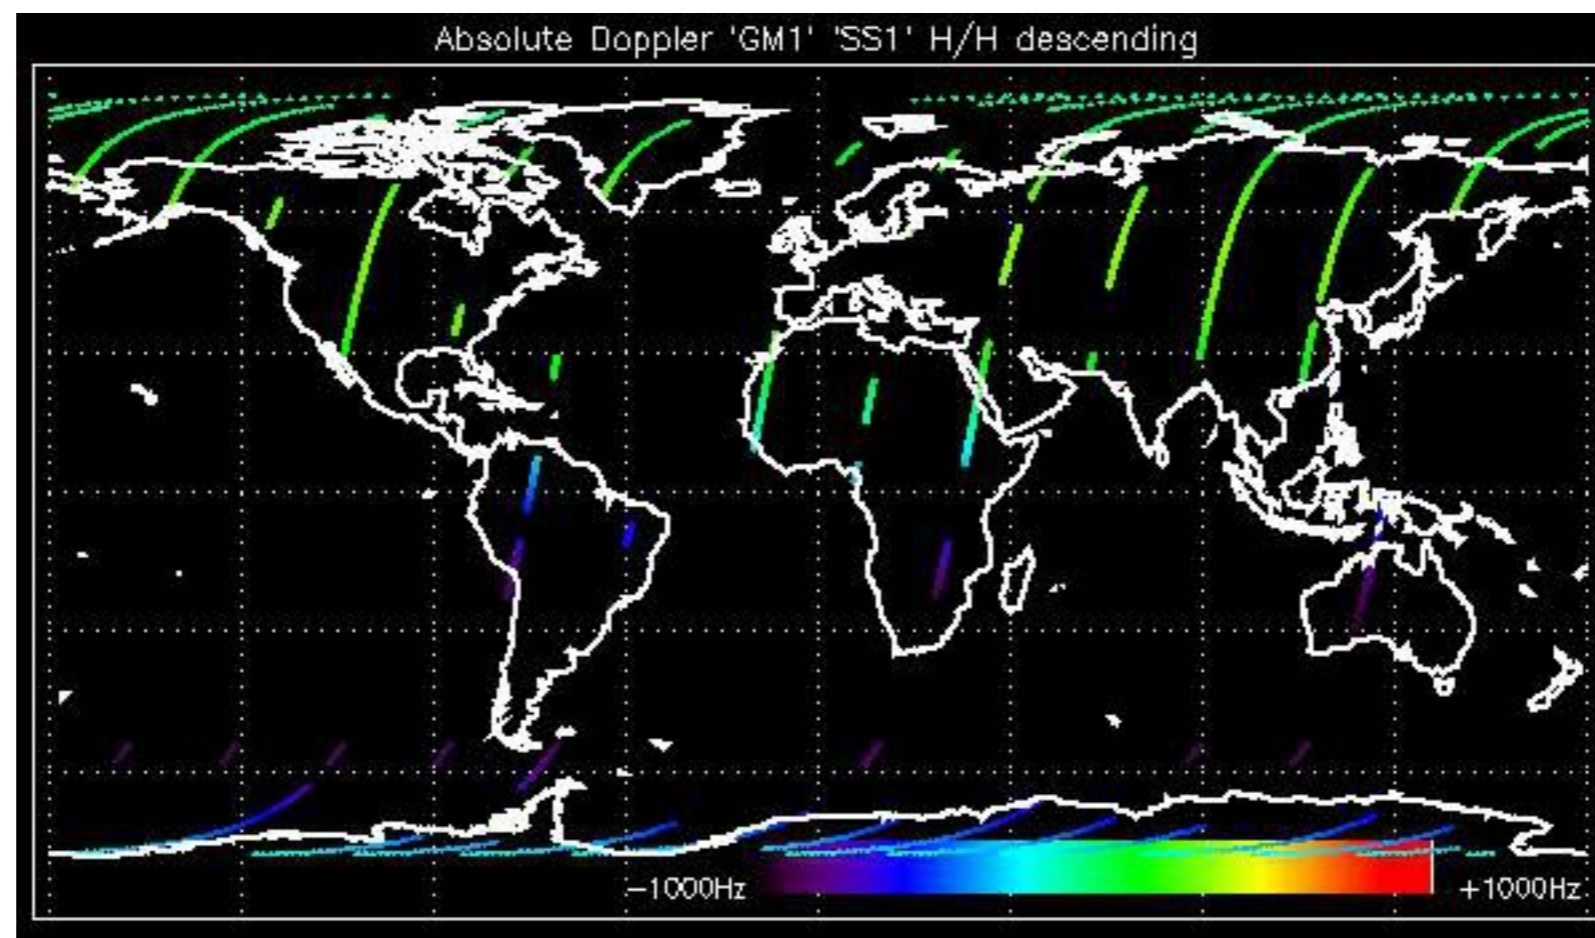 Absolute Doppler 'GM1' 'SS1' H/H descending
−1000Hz
+1000Hz